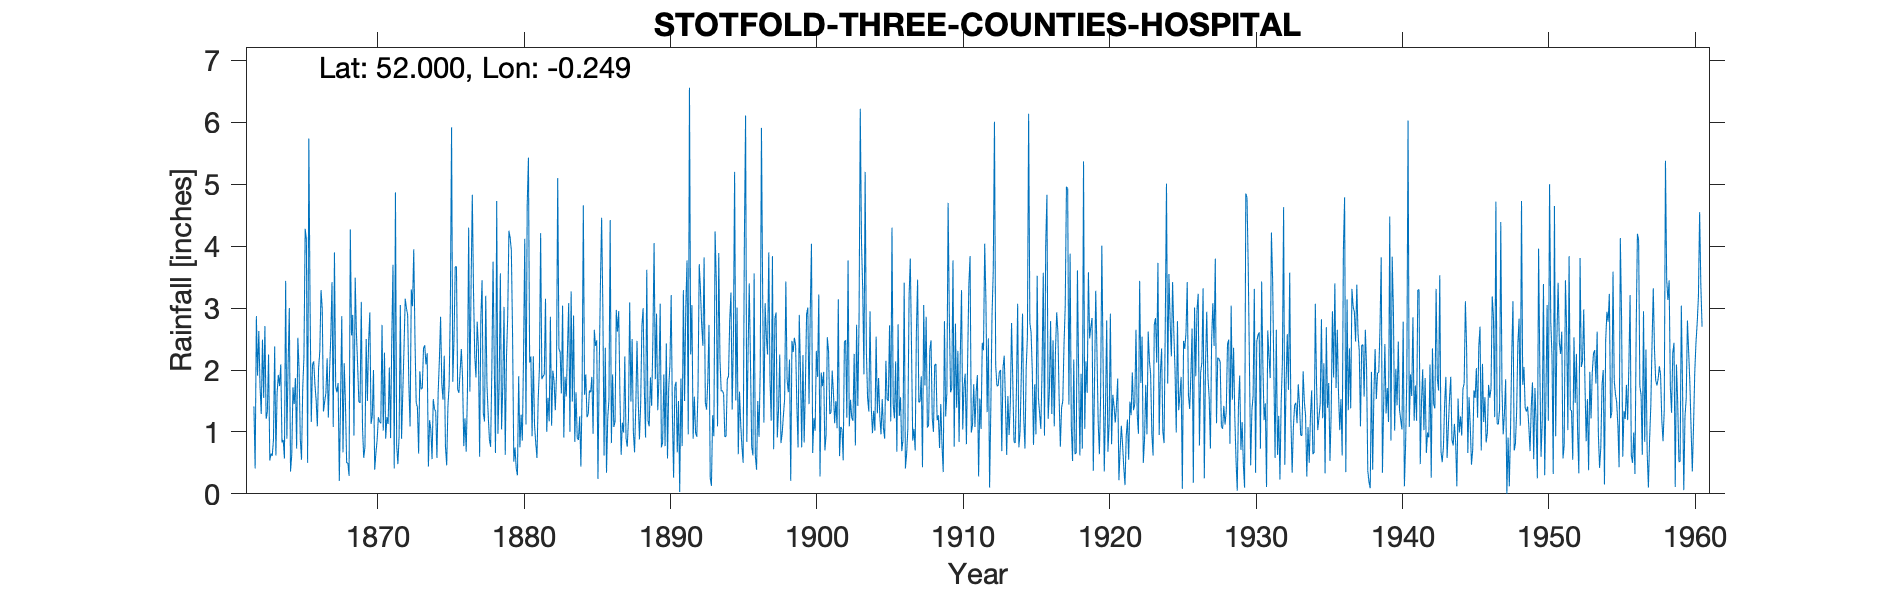 STOTFOLD-THREE-COUNTIES-HOSPITAL
Lat: 52.000, Lon: -0.249
Rainfall [inches]
7
6
5
4
3
2
1
0
1870 1880 1890 1900 1910 1920 1930 1940 1950 1960
Year